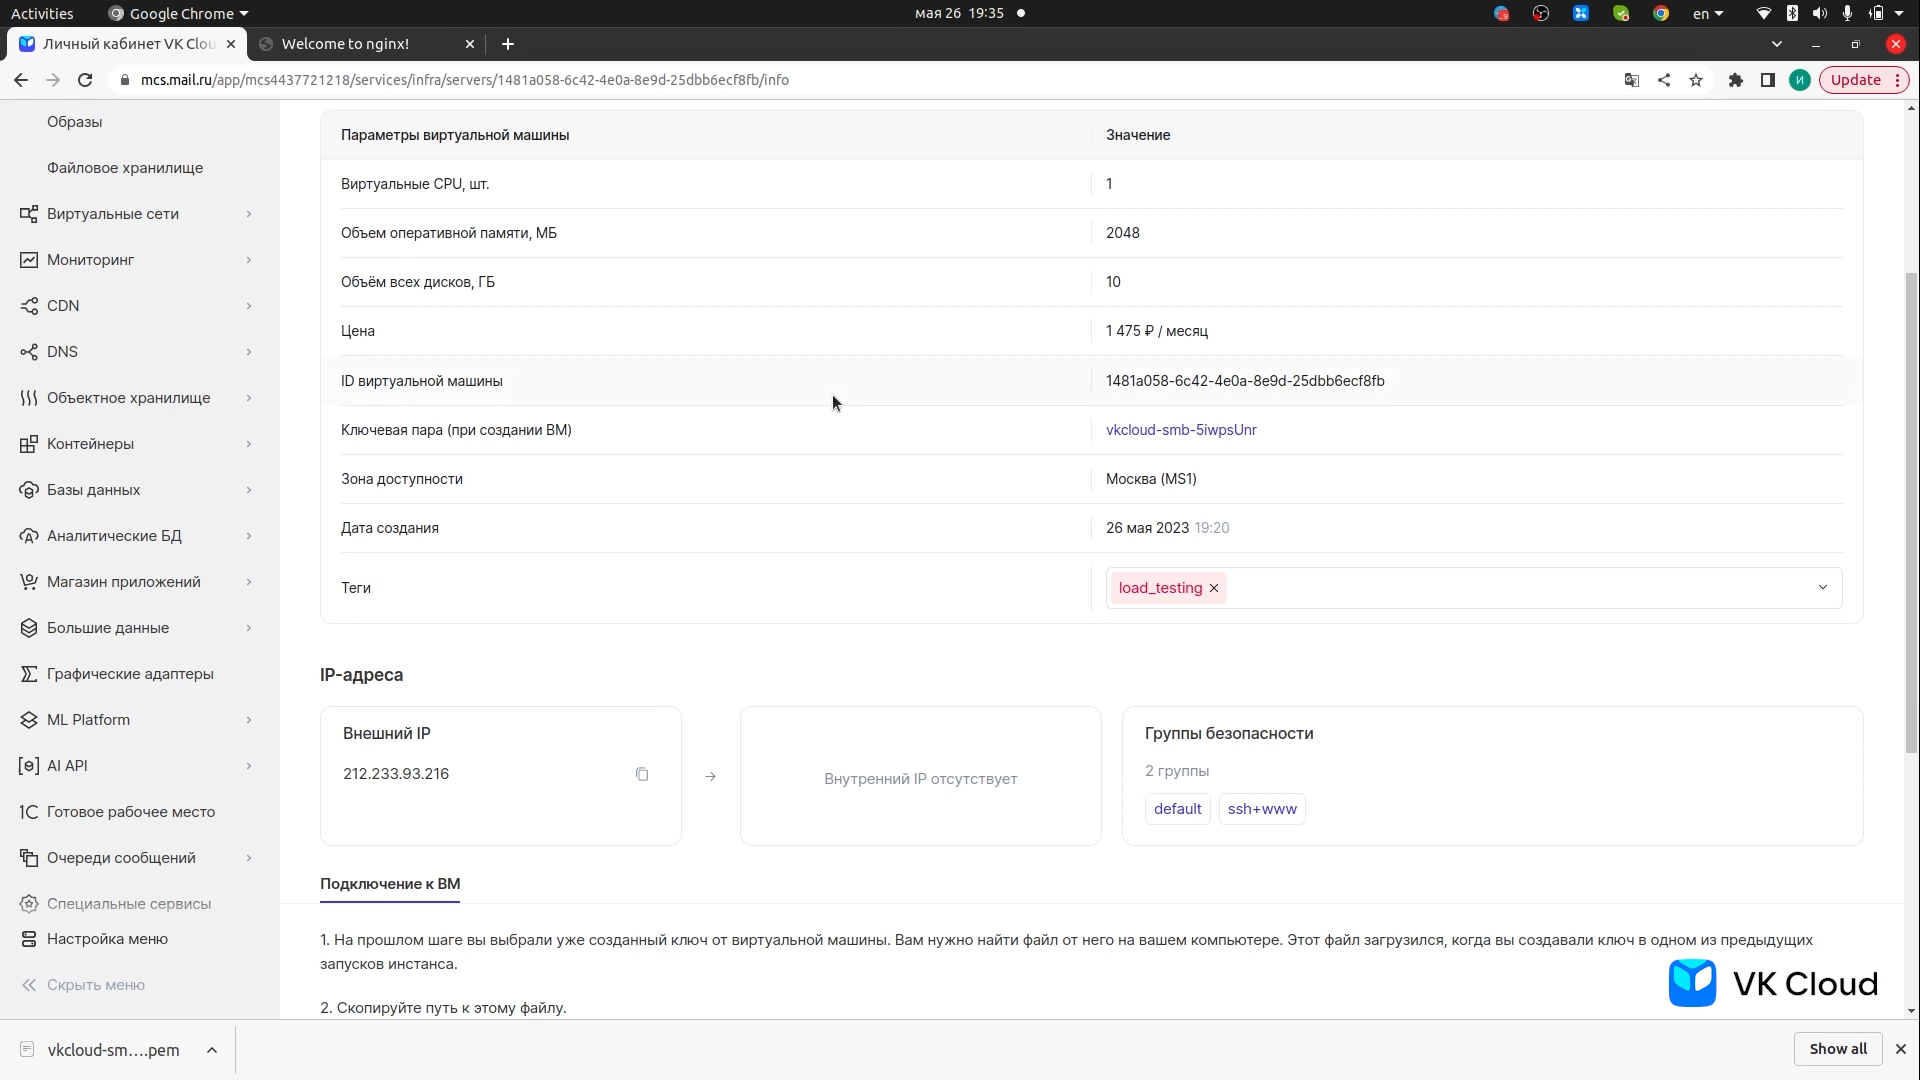 Activities
Google Chrome
мая 26 19:35
en
Личный кабинет VK Clou
Welcome to nginx!
mcs.mail.ru/app/mcs4437721218/services/infra/servers/1481a058-6c42-4e0a-8e9d-25dbb6ecf8fb/info
И
Update
Образы
Файловое хранилище
Виртуальные сети
Мониторинг
CDN
DNS
Объектное хранилище
Контейнеры
Базы данных
Аналитические БД
Магазин приложений
Большие данные
Графические адаптеры
ML Platform
AI API
1C Готовое рабочее место
Очереди сообщений
Специальные сервисы
Настройка меню
Скрыть меню
Параметры виртуальной машины
Значение
Виртуальные CPU, шт.
1
Объем оперативной памяти, МБ
2048
Объём всех дисков, ГБ
10
Цена
1 475 ₽ / месяц
ID виртуальной машины
1481a058-6c42-4e0a-8e9d-25dbb6ecf8fb
Ключевая пара (при создании ВМ)
vkcloud-smb-5iwpsUnr
Зона доступности
Москва (MS1)
Дата создания
26 мая 2023 19:20
Теги
load_testing
IP-адреса
Внешний IP
212.233.93.216
Внутренний IP отсутствует
Группы безопасности
2 группы
default
ssh+www
Подключение к ВМ
1. На прошлом шаге вы выбрали уже созданный ключ от виртуальной машины. Вам нужно найти файл от него на вашем компьютере. Этот файл загрузился, когда вы создавали ключ в одном из предыдущих
запусков инстанса.
2. Скопируйте путь к этому файлу.
VK Cloud
vkcloud-sm....pem
Show all